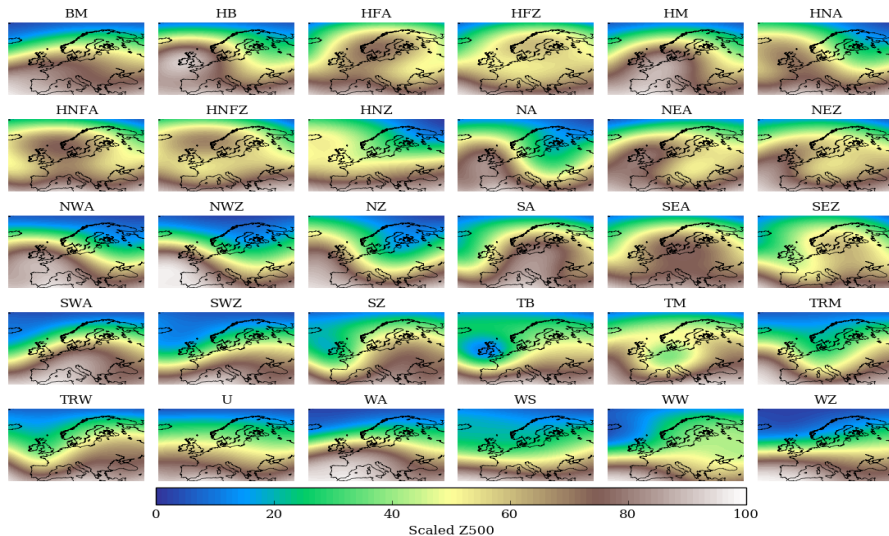 BM HB HFA HFZ HM HNA
HNFA HNFZ HNZ NA NEA NEZ
NWA NWZ NZ SA SEA SEZ
SWA SWZ SZ TB TM TRM
TRW U WA WS WW WZ
0 20 40 60 80 100
Scaled Z500